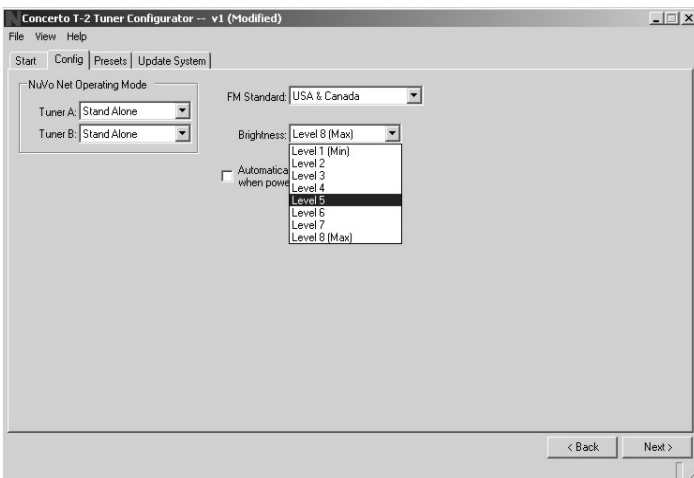 Concerto T-2 Tuner Configurator -- v1 (Modified)
File View Help
Start Config Presets Update System
NuVo Net Operating Mode
Tuner A: Stand Alone
Tuner B: Stand Alone
FM Standard: USA & Canada
Brightness: Level 8 (Max)
Level 1 (Min)
Level 2
Level 3
Level 4
Level 5
Level 6
Level 7
Level 8 (Max)
when
< Back Next >